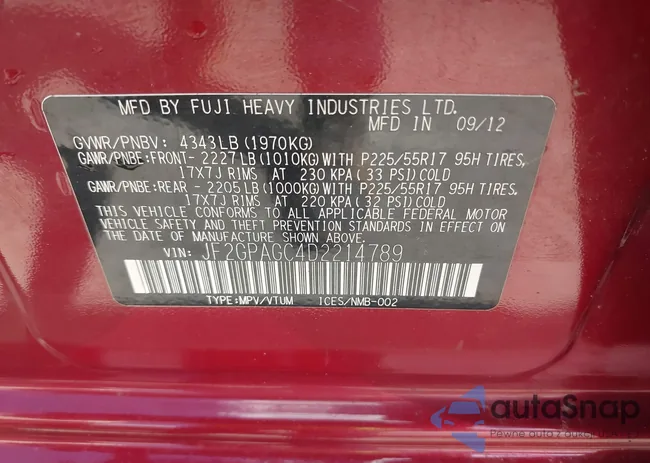 MFD BY FUJI HEAVY INDUSTRIES LTD.
MFD IN 09/12
GVWR/PNBV: 4343LB (1970KG)
GAWR/PNBE:FRONT- 2227LB (1010KG) WITH P225/55R17 95H TIRES,
17X7J RIMS AT 230 KPA (33 PSI) COLD
GAWR/PNBE:REAR - 2205LB (1000KG) WITH P225/55R17 95H TIRES,
17X7J RIMS AT 220 KPA (32 PSI) COLD
THIS VEHICLE CONFORMS TO ALL APPLICABLE FEDERAL MOTOR
VEHICLE SAFETY AND THEFT PREVENTION STANDARDS IN EFFECT ON
THE DATE OF MANUFACTURE SHOWN ABOVE.
VIN: JF2GPAGC4D2214789
TYPE:MPV/VTUM ICES/NMB-002
autaSnap
Pewne auta z aukcji